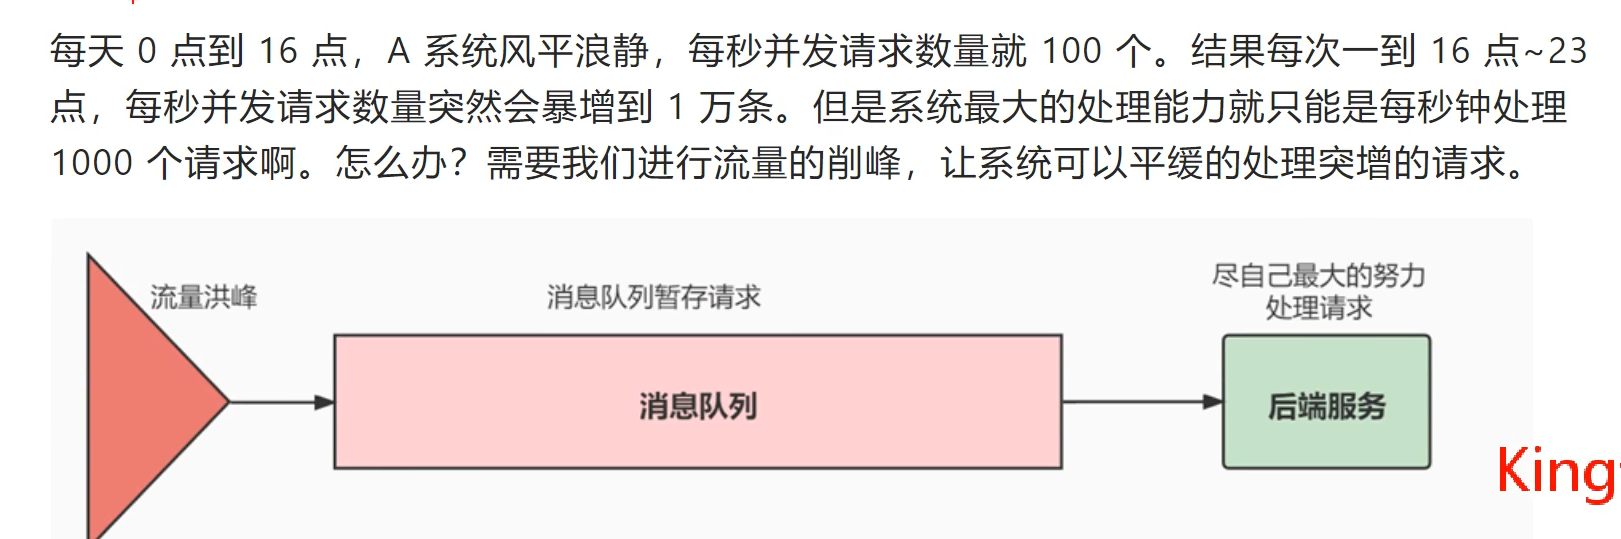 每天 0 点到 16 点，A 系统风平浪静，每秒并发请求数量就 100 个。结果每次一到 16 点~23
点，每秒并发请求数量突然会暴增到 1 万条。但是系统最大的处理能力就只能是每秒钟处理
1000 个请求啊。怎么办？需要我们进行流量的削峰，让系统可以平缓的处理突增的请求。
流量洪峰
消息队列暂存请求
尽自己最大的努力
处理请求
消息队列
后端服务
King